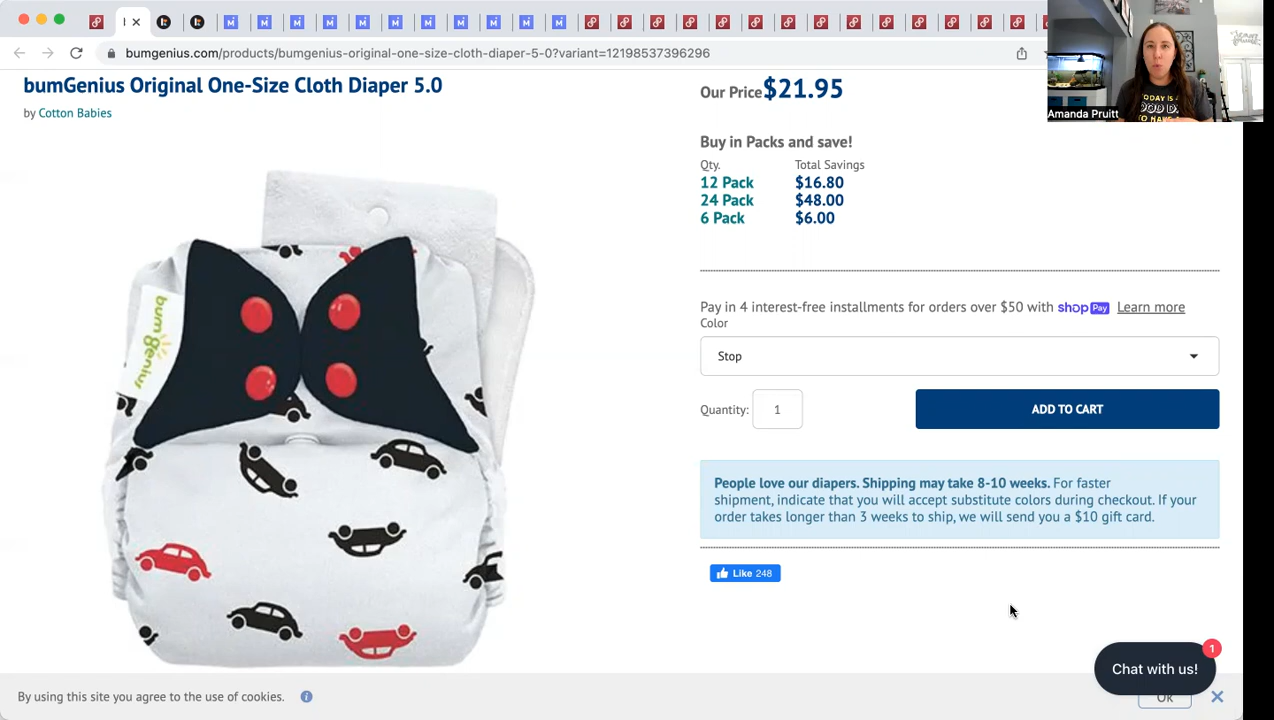 bumgenius.com/products/bumgenius-original-one-size-cloth-diaper-5-0?variant=12198537396296
bumGenius Original One-Size Cloth Diaper 5.0
by Cotton Babies
bumGenius
Our Price $21.95
Buy in Packs and save!
Qty. Total Savings
12 Pack $16.80
24 Pack $48.00
6 Pack $6.00
Pay in 4 interest-free installments for orders over $50 with shop Pay Learn more
Color
Stop
Quantity: 1 ADD TO CART
People love our diapers. Shipping may take 8-10 weeks. For faster
shipment, indicate that you will accept substitute colors during checkout. If your
order takes longer than 3 weeks to ship, we will send you a $10 gift card.
Like 248
TODAY IS A
GOOD D
TO HAVE A
Amanda Pruitt
1
Chat with us!
By using this site you agree to the use of cookies.
Ok